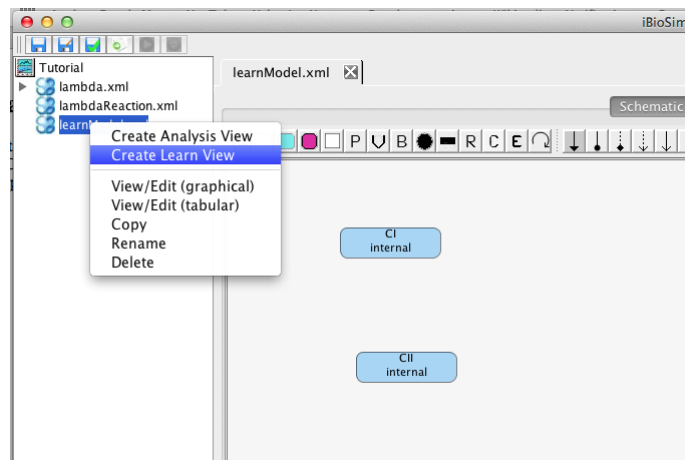 iBioSim
Tutorial
lambda.xml
lambdaReaction.xml
learnModel.xml
Schematic
P V B R C E
Create Analysis View
Create Learn View
View/Edit (graphical)
View/Edit (tabular)
Copy
Rename
Delete
CI
internal
CII
internal